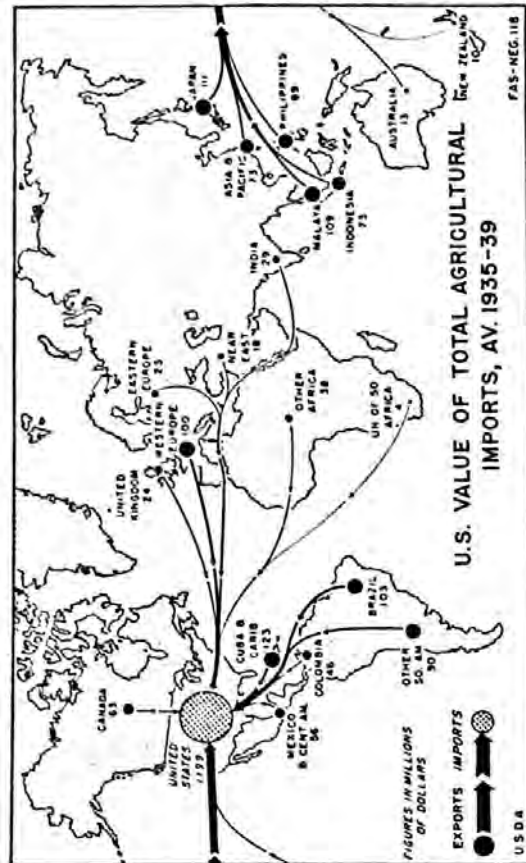 CANADA
63
UNITED
STATES
1199
MEXICO
& CENT AM.
56
CUBA &
CARIB
123
COLOMBIA
46
BRAZIL
103
OTHER
SO. AM
90
UNITED
KINGDOM
24
WESTERN
EUROPE
100
EASTERN
EUROPE
25
NEAR
EAST
18
OTHER
AFRICA
38
UN OF SO
AFRICA
4
INDIA
29
JAPAN
111
ASIA &
PACIFIC
73
PHILIPPINES
89
MALAYA
109
INDONESIA
75
AUSTRALIA
13
NEW ZEALAND
10
FIGURES IN MILLIONS
OF DOLLARS
EXPORTS IMPORTS
U.S. VALUE OF TOTAL AGRICULTURAL
IMPORTS, AV. 1935-39
USDA
FAS-NEG. 118